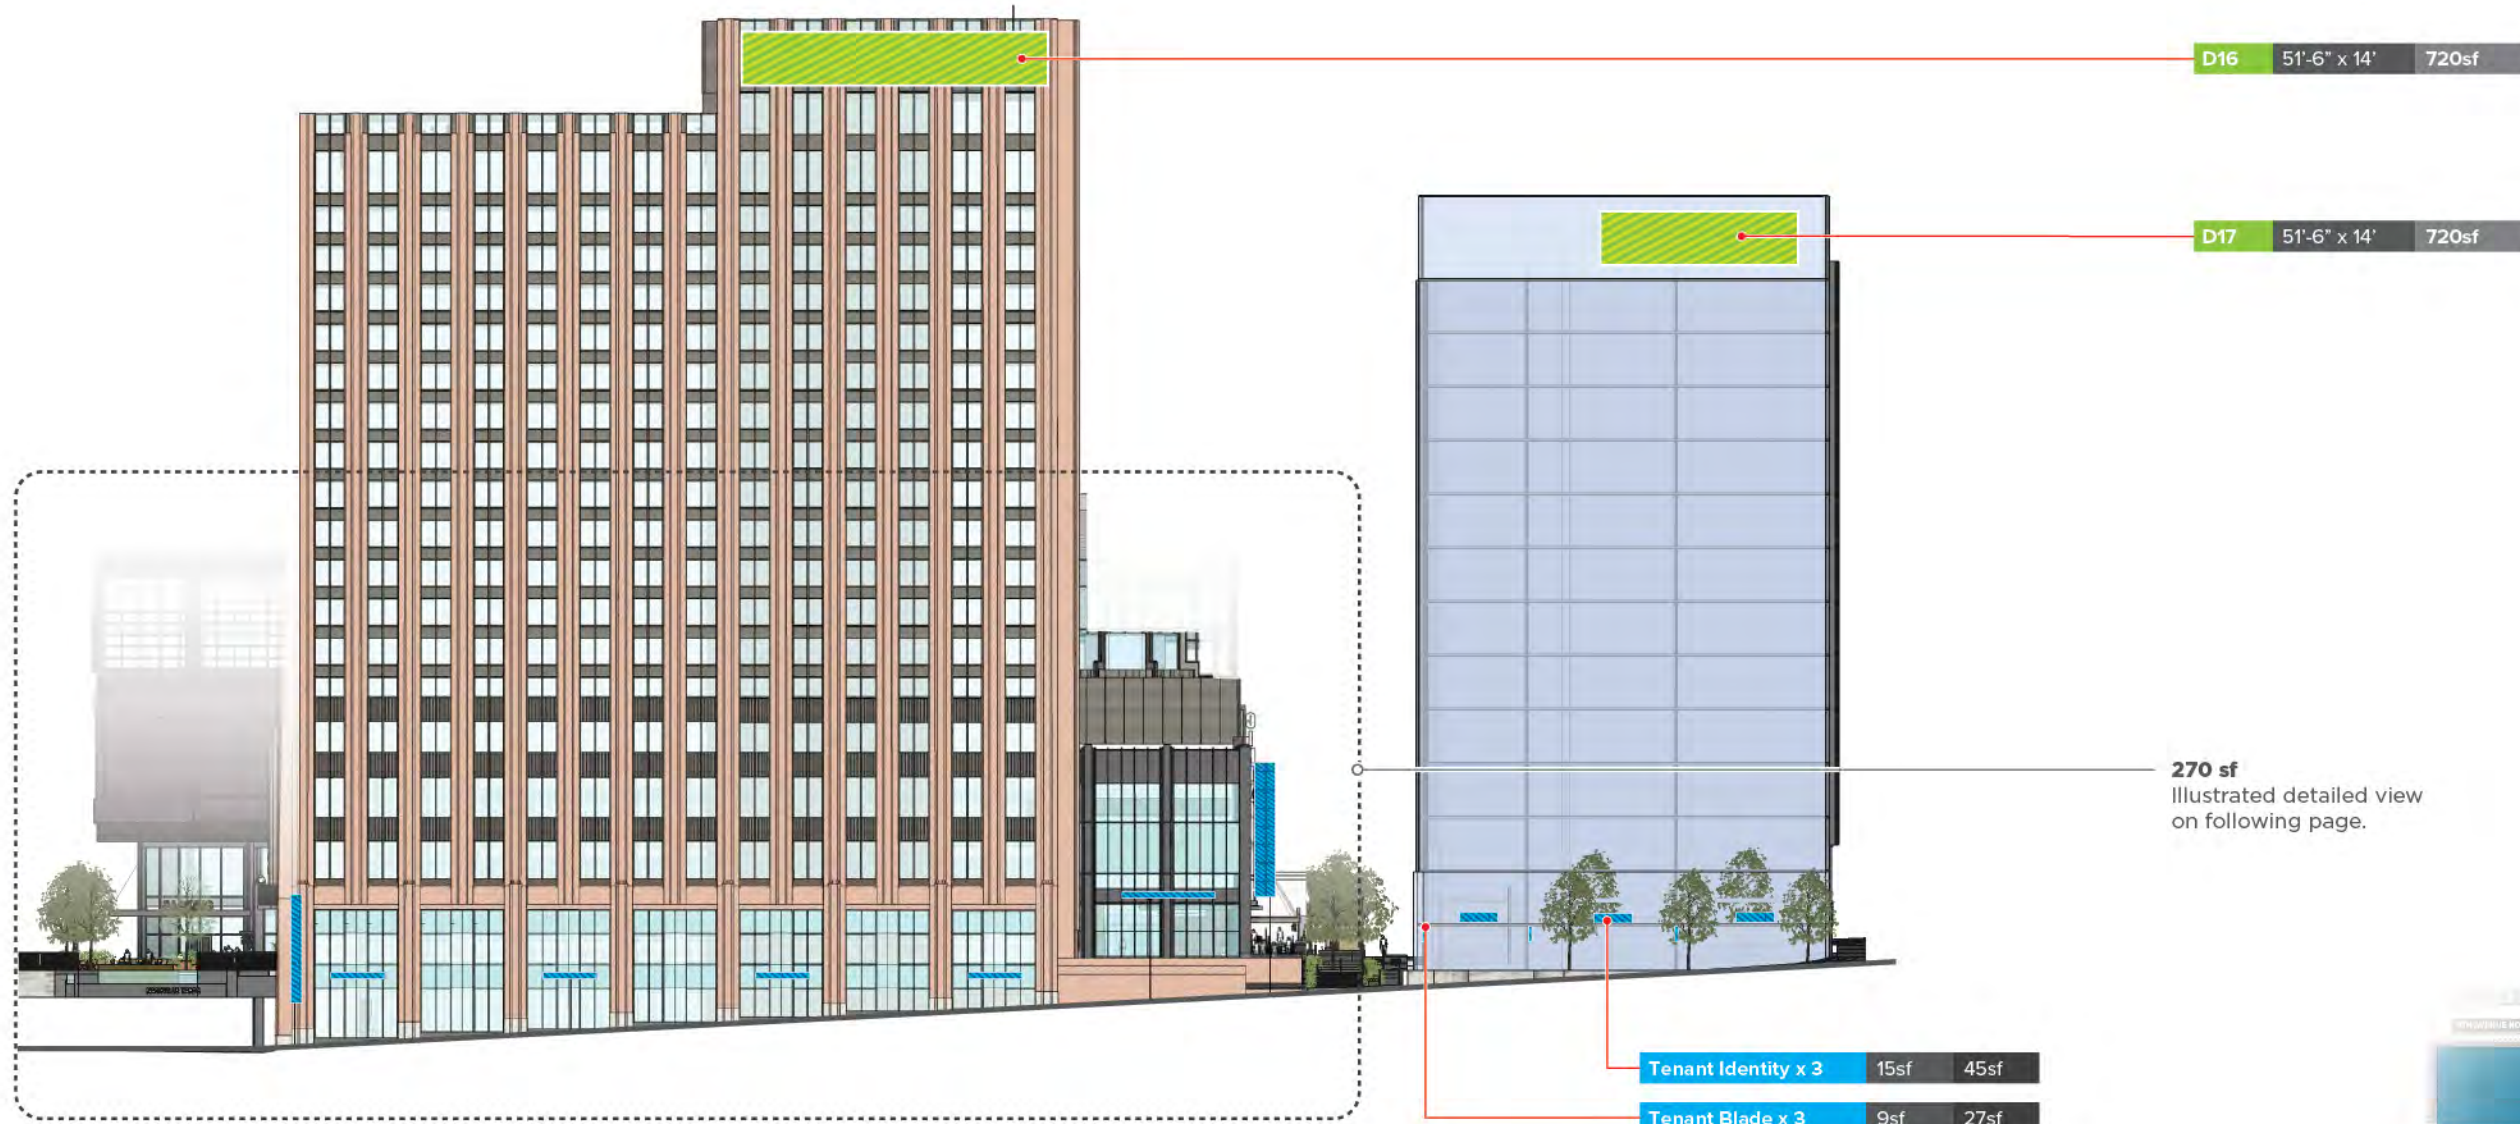 D16 51'-6" x 14' 720sf
D17 51'-6" x 14' 720sf
270 sf
Illustrated detailed view
on following page.
Tenant Identity x 3 15sf 45sf
Tenant Blade x 3 9sf 27sf